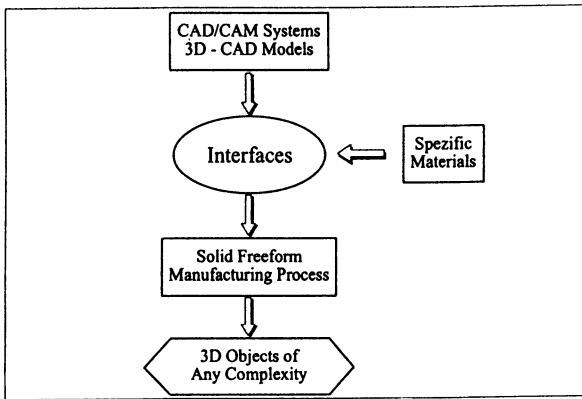 CAD/CAM Systems
3D - CAD Models
Interfaces
Spezific
Materials
Solid Freeform
Manufacturing Process
3D Objects of
Any Complexity